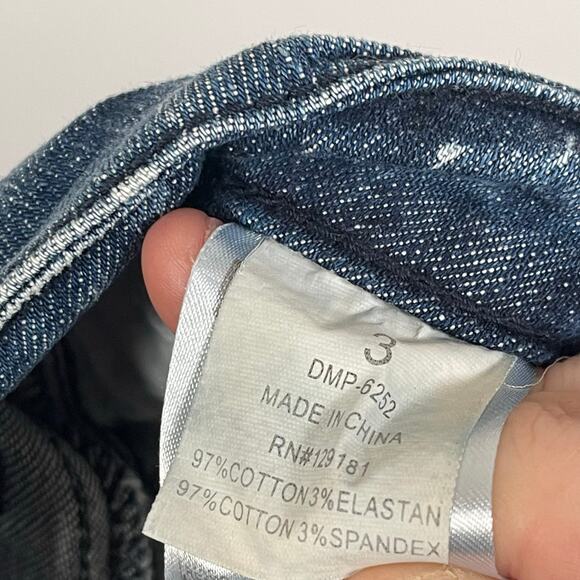 3
DMP-6252
MADE IN CHINA
RN#129181
97%COTTON3%ELASTAN
97%COTTON3%SPANDEX